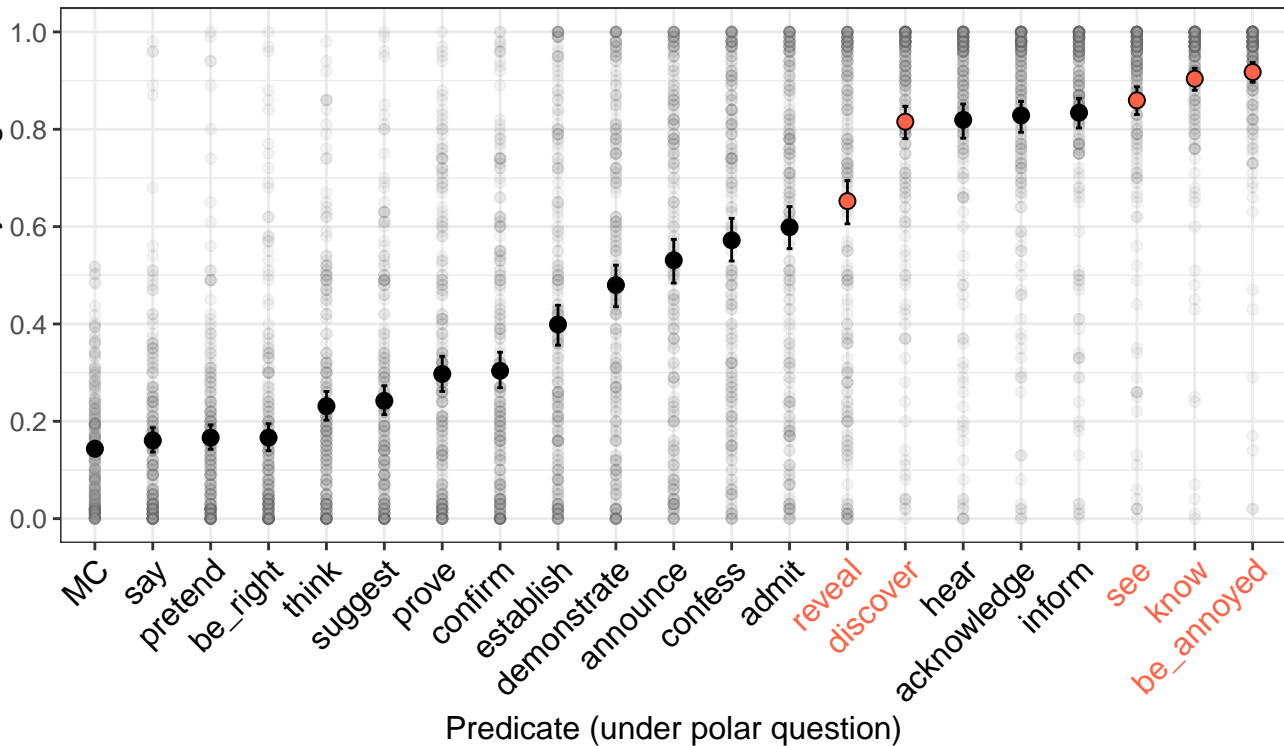 1.0
0.8
0.6
0.4
0.2
0.0
MC
say
pretend
be_right
think
suggest
prove
confirm
establish
demonstrate
announce
confess
admit
reveal
discover
hear
acknowledge
inform
see
know
be_annoyed
Predicate (under polar question)